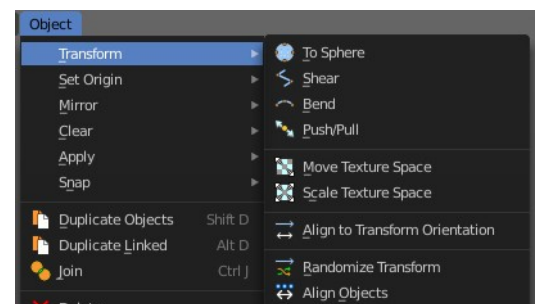 Object
Transform
Set Origin
Mirror
Clear
Apply
Snap
Duplicate Objects Shift D
Duplicate Linked Alt D
Join Ctrl J
To Sphere
Shear
Bend
Push/Pull
Move Texture Space
Scale Texture Space
Align to Transform Orientation
Randomize Transform
Align Objects